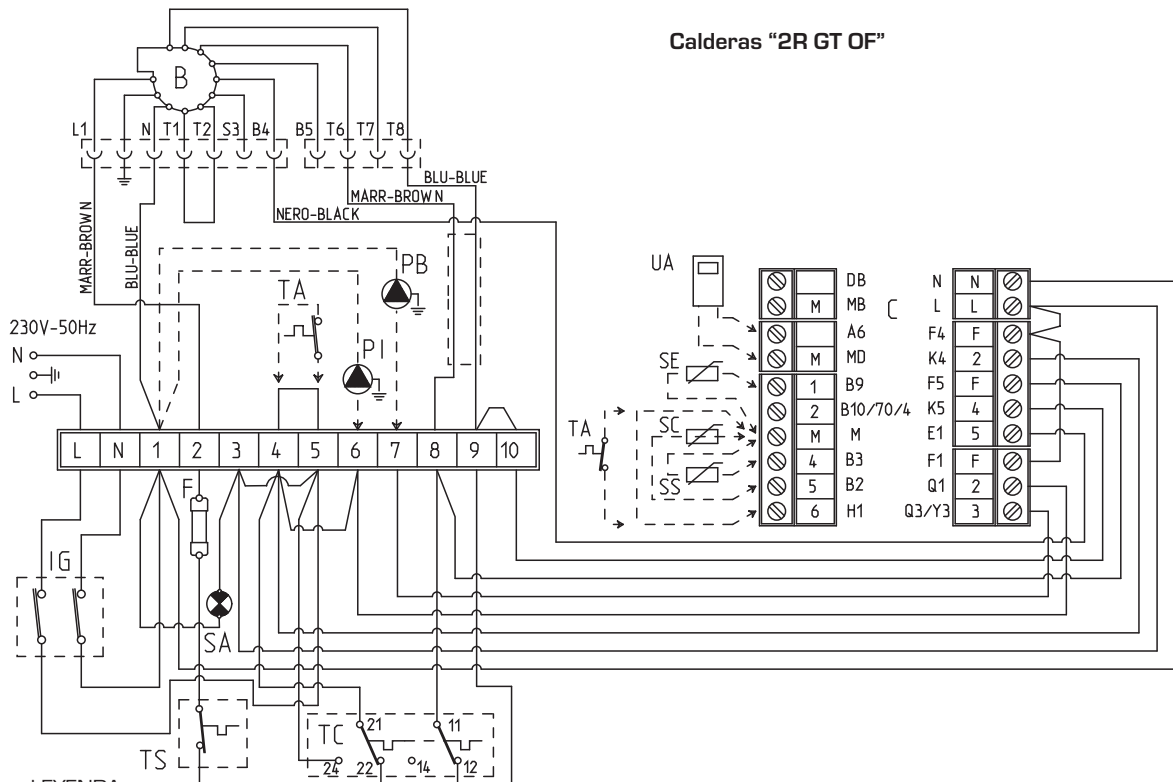 Calderas “2R GT OF”
B
L1 N T1 T2 S3 B4 B5 T6 T7 T8
BLU-BLUE
MARR-BROWN
NERO-BLACK
MARR-BROWN
BLU-BLUE
PB
TA
PI
230V-50Hz
N
L
L N 1 2 3 4 5 6 7 8 9 10
F
IG
SA
TS
TC
21 11
24 22 14 12
UA
SE
SC
SS
TA
DB
M MB
A6
M MD
1 B9
2 B10/70/4
M M
4 B3
5 B2
6 H1
C
N N
L L
F4 F
K4 2
F5 F
K5 4
E1 5
F1 F
Q1 2
Q3/Y3 3
LEYENDA